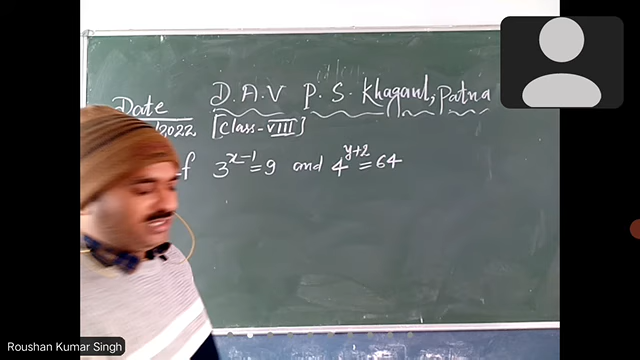 D.A.V P.S. Khagaul, Patna
Date
2022 [Class-VIII]
f 3^{x-1}=9 and 4^{y+2}=64
Roushan Kumar Singh